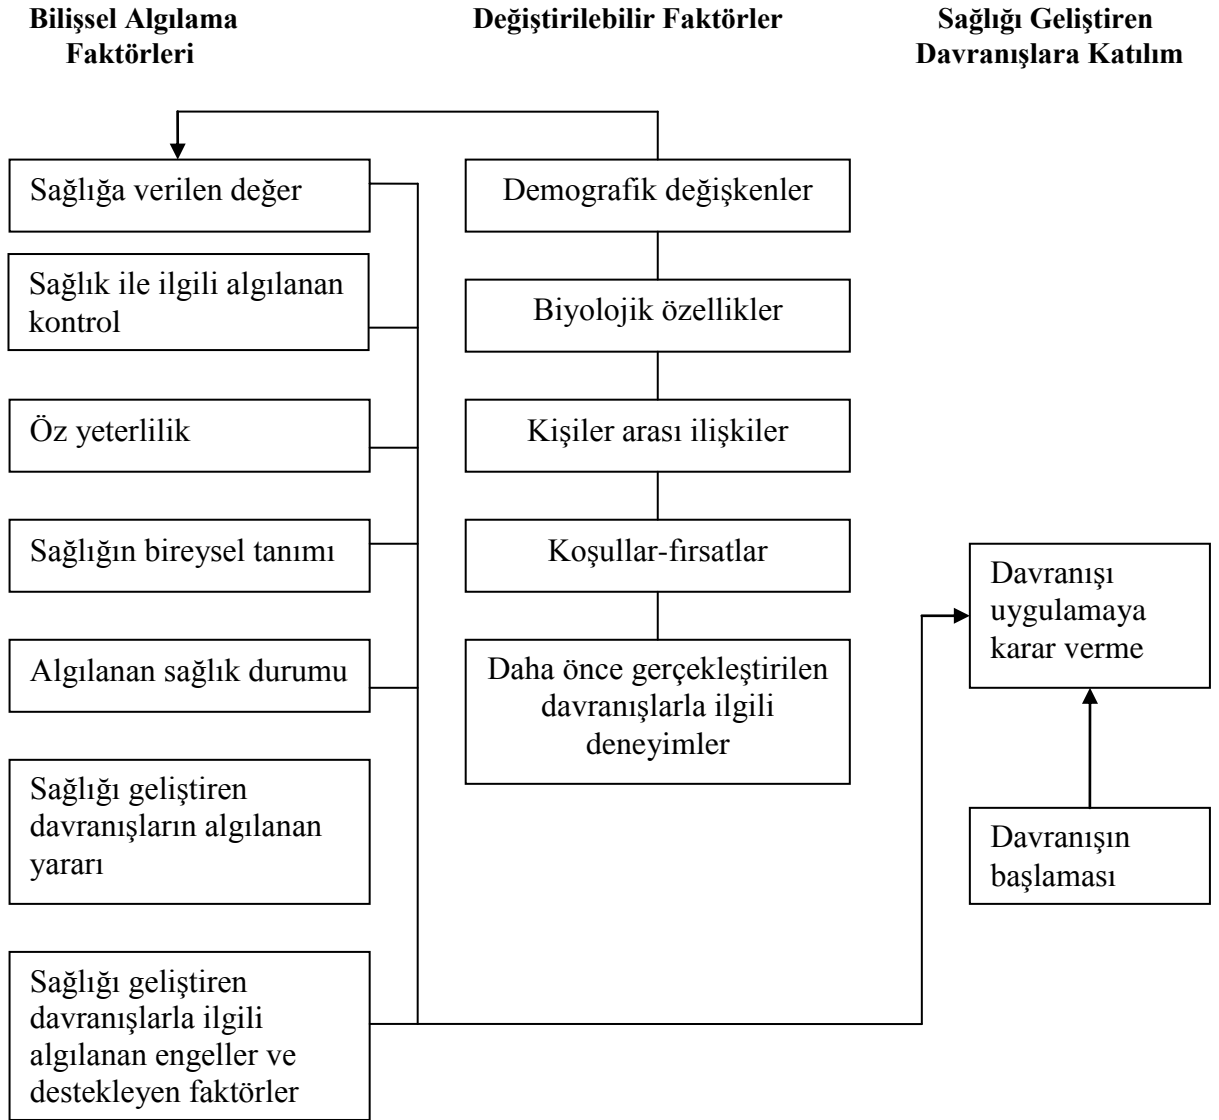 Bilişsel Algılama
Faktörleri
Değiştirilebilir Faktörler
Sağlığı Geliştiren
Davranışlara Katılım
Sağlığa verilen değer
Sağlık ile ilgili algılanan
kontrol
Öz yeterlilik
Sağlığın bireysel tanımı
Algılanan sağlık durumu
Sağlığı geliştiren
davranışların algılanan
yararı
Sağlığı geliştiren
davranışlarla ilgili
algılanan engeller ve
destekleyen faktörler
Demografik değişkenler
Biyolojik özellikler
Kişiler arası ilişkiler
Koşullar-fırsatlar
Daha önce gerçekleştirilen
davranışlarla ilgili
deneyimler
Davranışı
uygulamaya
karar verme
Davranışın
başlaması